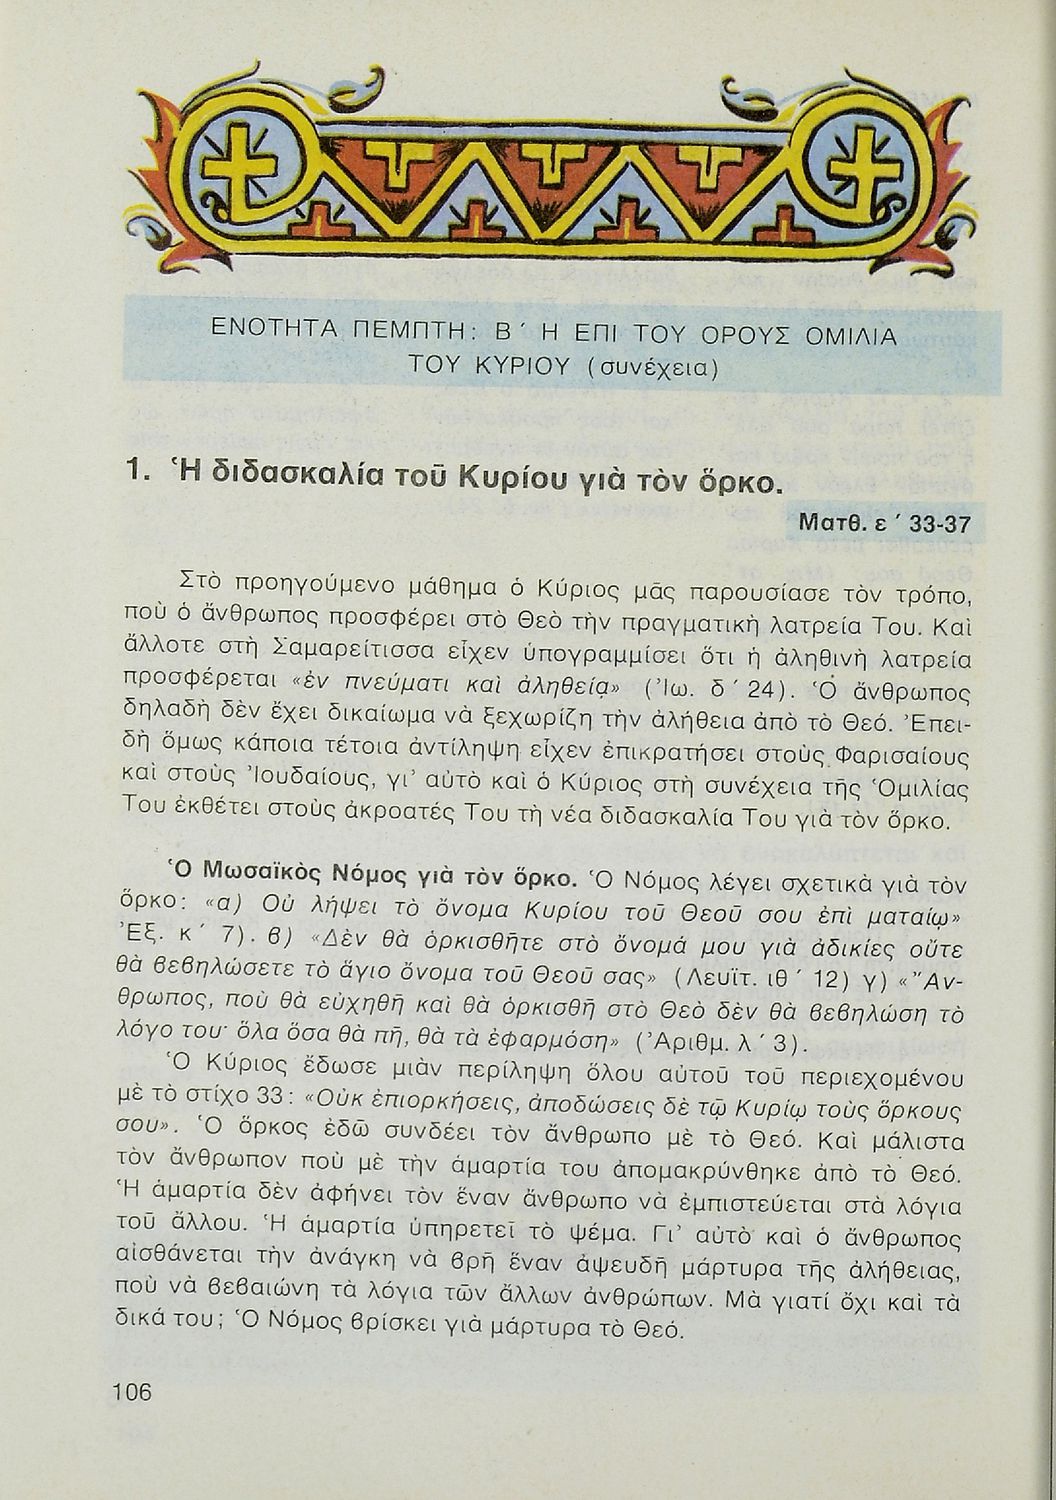 ΕΝΟΤΗΤΑ ΠΕΜΠΤΗ: Β΄ Η ΕΠΙ ΤΟΥ ΟΡΟΥΣ ΟΜΙΛΙΑ
ΤΟΥ ΚΥΡΙΟΥ (συνέχεια)
1. Ἡ διδασκαλία τοῦ Κυρίου γιὰ τὸν ὅρκο.
Ματθ. ε΄ 33-37
Στὸ προηγούμενο μάθημα ὁ Κύριος μᾶς παρουσίασε τὸν τρόπο,
ποὺ ὁ ἄνθρωπος προσφέρει στὸ Θεὸ τὴν πραγματικὴ λατρεία Του. Καὶ
ἄλλοτε στὴ Σαμαρείτισσα εἶχεν ὑπογραμμίσει ὅτι ἡ ἀληθινὴ λατρεία
προσφέρεται «ἐν πνεύματι καὶ ἀληθείᾳ» (Ἰω. δ΄ 24). Ὁ ἄνθρωπος
δηλαδὴ δὲν ἔχει δικαίωμα νὰ ξεχωρίζη τὴν ἀλήθεια ἀπὸ τὸ Θεό. Ἐπει-
δὴ ὅμως κάποια τέτοια ἀντίληψη εἶχεν ἐπικρατήσει στοὺς Φαρισαίους
καὶ στοὺς Ἰουδαίους, γι᾽ αὐτὸ καὶ ὁ Κύριος στὴ συνέχεια τῆς Ὁμιλίας
Του ἐκθέτει στοὺς ἀκροατές Του τὴ νέα διδασκαλία Του γιὰ τὸν ὅρκο.
Ὁ Μωσαϊκὸς Νόμος γιὰ τὸν ὅρκο. Ὁ Νόμος λέγει σχετικὰ γιὰ τὸν
ὅρκο: «α) Οὐ λήψει τὸ ὄνομα Κυρίου τοῦ Θεοῦ σου ἐπὶ ματαίῳ»
Ἐξ. κ΄ 7). β) «Δὲν θὰ ὁρκισθῆτε στὸ ὄνομά μου γιὰ ἀδικίες οὔτε
θὰ βεβηλώσετε τὸ ἅγιο ὄνομα τοῦ Θεοῦ σας» (Λευϊτ. ιθ΄ 12) γ) «Ἄν-
θρωπος, ποὺ θὰ εὐχηθῆ καὶ θὰ ὁρκισθῆ στὸ Θεὸ δὲν θὰ βεβηλώση τὸ
λόγο του· ὅλα ὅσα θὰ πῆ, θὰ τὰ ἐφαρμόση» (Ἀριθμ. λ΄ 3).
Ὁ Κύριος ἔδωσε μιὰν περίληψη ὅλου αὐτοῦ τοῦ περιεχομένου
μὲ τὸ στίχο 33: «Οὐκ ἐπιορκήσεις, ἀποδώσεις δὲ τῷ Κυρίῳ τοὺς ὅρκους
σου». Ὁ ὅρκος ἐδῶ συνδέει τὸν ἄνθρωπο μὲ τὸ Θεό. Καὶ μάλιστα
τὸν ἄνθρωπον ποὺ μὲ τὴν ἁμαρτία του ἀπομακρύνθηκε ἀπὸ τὸ Θεό.
Ἡ ἁμαρτία δὲν ἀφήνει τὸν ἕναν ἄνθρωπο νὰ ἐμπιστεύεται στὰ λόγια
τοῦ ἄλλου. Ἡ ἁμαρτία ὑπηρετεῖ τὸ ψέμα. Γι᾽ αὐτὸ καὶ ὁ ἄνθρωπος
αἰσθάνεται τὴν ἀνάγκη νὰ βρῆ ἕναν ἀψευδῆ μάρτυρα τῆς ἀλήθειας,
ποὺ νὰ βεβαιώνη τὰ λόγια τῶν ἄλλων ἀνθρώπων. Μὰ γιατί ὄχι καὶ τὰ
δικά του; Ὁ Νόμος βρίσκει γιὰ μάρτυρα τὸ Θεό.
106